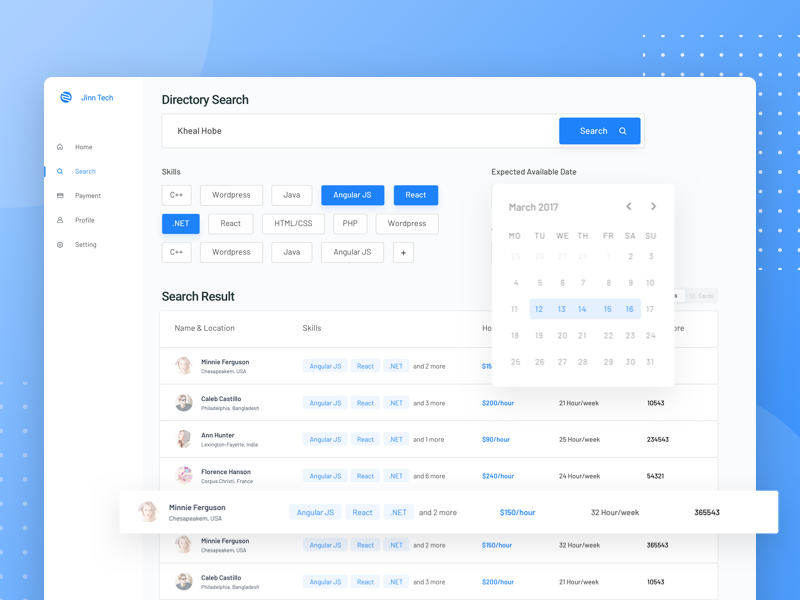 Jinn Tech
Home
Search
Payment
Profile
Setting
Directory Search
Kheal Hobe
Search
Skills
C++ Wordpress Java Angular JS React
.NET React HTML/CSS PHP Wordpress
C++ Wordpress Java Angular JS +
Expected Available Date
March 2017
MO TU WE TH FR SA SU
25 26 27 28 1 2 3
4 5 6 7 8 9 10
11 12 13 14 15 16 17
18 19 20 21 22 23 24
25 26 27 28 29 30 31
Search Result
Cards
Name & Location Skills
Minnie Ferguson
Chesapeakem, USA
Angular JS React .NET and 2 more
Caleb Castillo
Philadelphia, Bangladesh
Angular JS React .NET and 3 more $200/hour 21 Hour/week 10543
Ann Hunter
Lexington-Fayette, India
Angular JS React .NET and 1 more $90/hour 25 Hour/week 234543
Florence Hanson
Corpus Christi, France
Angular JS React .NET and 6 more $240/hour 24 Hour/week 54321
Minnie Ferguson
Chesapeakem, USA
Angular JS React .NET and 2 more $150/hour 32 Hour/week 365543
Minnie Ferguson
Chesapeakem, USA
Angular JS React .NET and 2 more $150/hour 32 Hour/week 365543
Caleb Castillo
Philadelphia, Bangladesh
Angular JS React .NET and 3 more $200/hour 21 Hour/week 10543